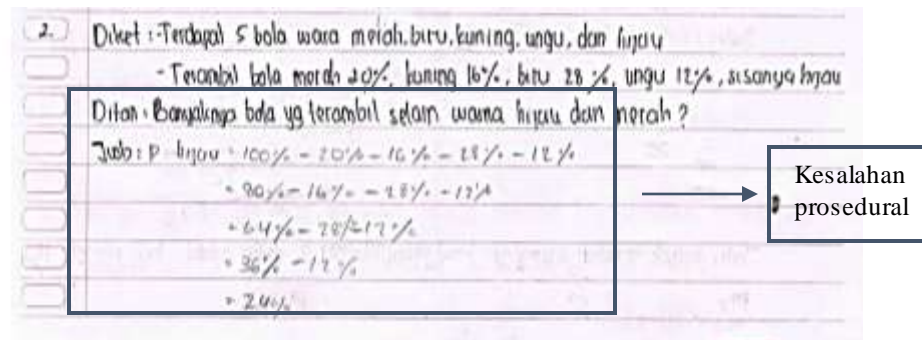 2. Diket : -Terdapat 5 bola warna merah, biru, kuning, ungu, dan hijau
- Terambil bola merah 20%, kuning 16%, biru 28 %, ungu 12%, sisanya hijau
Ditan : Banyaknya bola yg terambil selain warna hijau dan merah ?
Jwb : P hijau = 100% - 20% - 16% - 28% - 12%
= 80% - 16% - 28% - 12%
= 64% - 28% - 12%
= 36% - 12%
= 24%
Kesalahan
prosedural